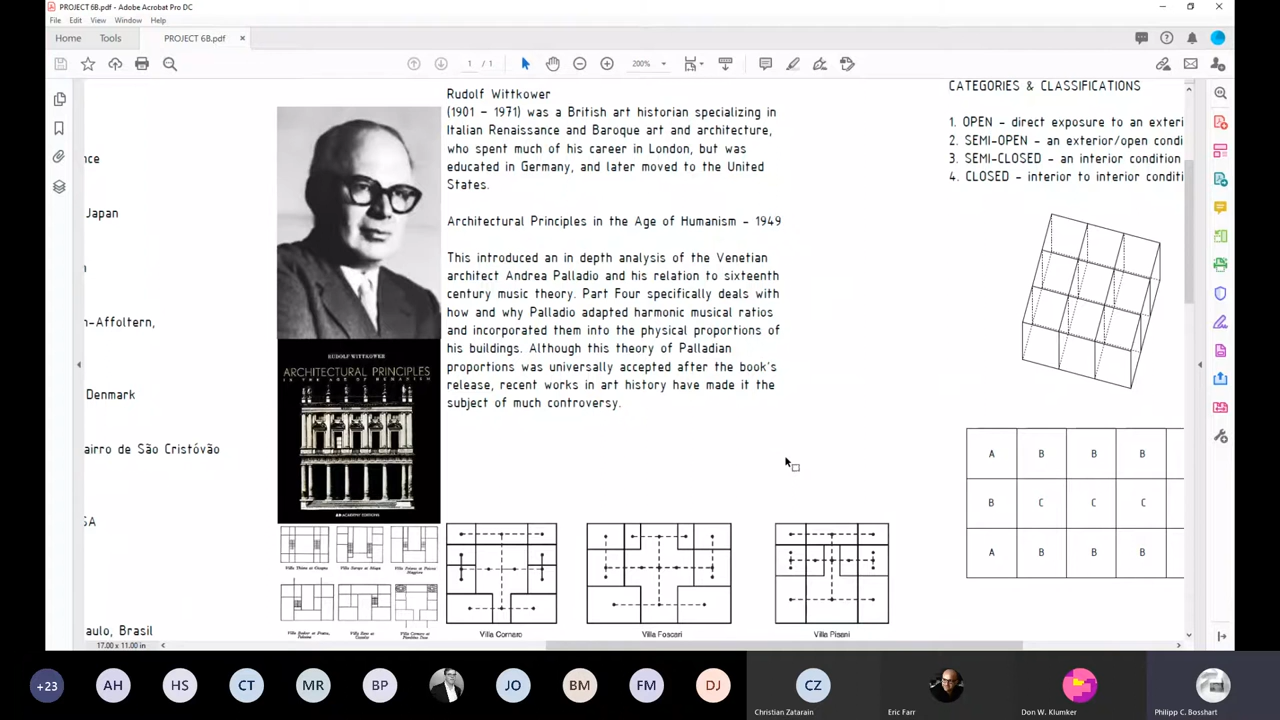 PROJECT 6B.pdf - Adobe Acrobat Pro DC
File Edit View Window Help
Home Tools PROJECT 6B.pdf
1 / 1 200%
nce
Japan
n-Affoltern,
Denmark
airro de São Cristóvão
SA
aulo, Brasil
17.00 x 11.00 in
RUDOLF WITTKOWER
ARCHITECTURAL PRINCIPLES
IN THE AGE OF HUMANISM
ACADEMY EDITIONS
Rudolf Wittkower
(1901 – 1971) was a British art historian specializing in
Italian Renaissance and Baroque art and architecture,
who spent much of his career in London, but was
educated in Germany, and later moved to the United
States.
Architectural Principles in the Age of Humanism – 1949
This introduced an in depth analysis of the Venetian
architect Andrea Palladio and his relation to sixteenth
century music theory. Part Four specifically deals with
how and why Palladio adapted harmonic musical ratios
and incorporated them into the physical proportions of
his buildings. Although this theory of Palladian
proportions was universally accepted after the book's
release, recent works in art history have made it the
subject of much controversy.
Villa Cornaro
Villa Foscari
Villa Pisani
CATEGORIES & CLASSIFICATIONS
1. OPEN – direct exposure to an exteri
2. SEMI-OPEN – an exterior/open condi
3. SEMI-CLOSED – an interior condition
4. CLOSED – interior to interior conditi
A B B B
B C C C
A B B B
+23 AH HS CT MR BP JO BM FM DJ CZ
Christian Zatarain
Eric Farr
Don W. Klumker
Philipp C. Bosshart